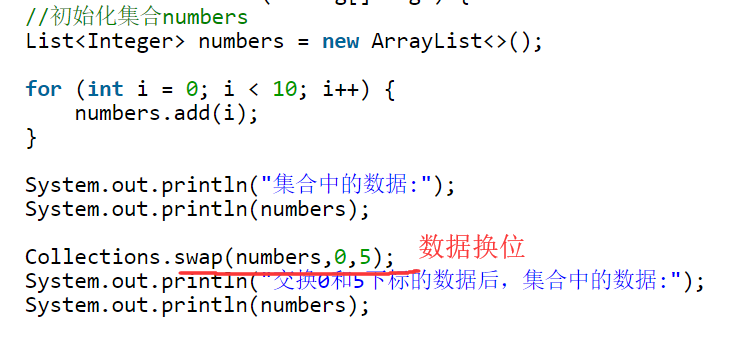 //初始化集合numbers
List<Integer> numbers = new ArrayList<>();
for (int i = 0; i < 10; i++) {
numbers.add(i);
}
System.out.println("集合中的数据:");
System.out.println(numbers);
Collections.swap(numbers,0,5); 数据换位
System.out.println("交换0和5下标的数据后，集合中的数据:");
System.out.println(numbers);